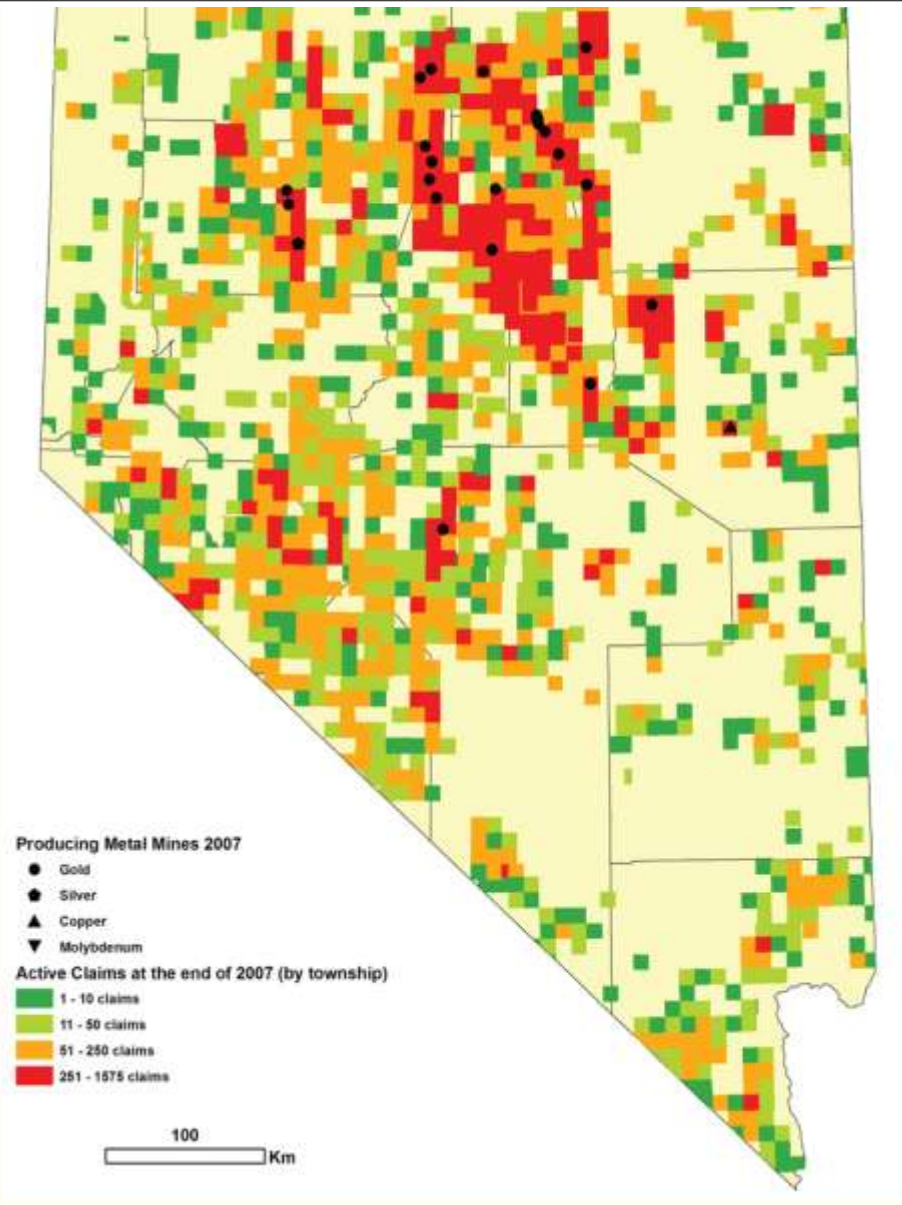 Producing Metal Mines 2007
Gold
Silver
Copper
Molybdenum
Active Claims at the end of 2007 (by township)
1 - 10 claims
11 - 50 claims
51 - 250 claims
251 - 1575 claims
100
Km